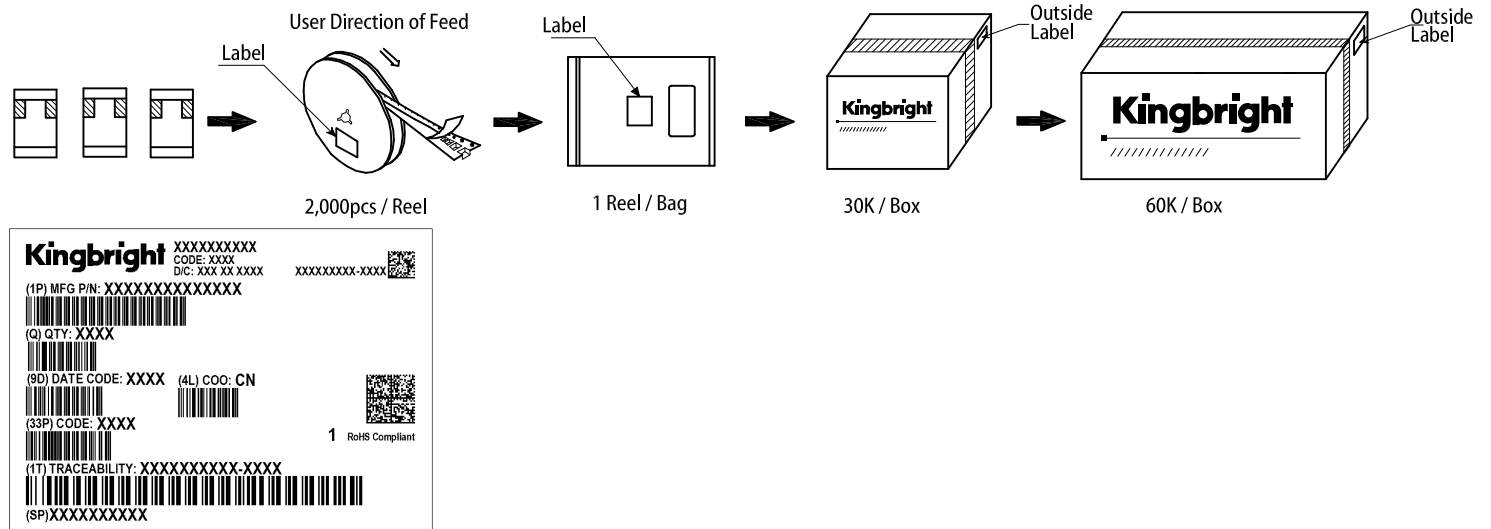 User Direction of Feed
Label
Label
Outside
Label
Outside
Label
Kingbright
Kingbright
2,000pcs / Reel
1 Reel / Bag
30K / Box
60K / Box
Kingbright
XXXXXXXXXX
CODE: XXXX
D/C: XXX XX XXXX
XXXXXXXXX-XXXX
(1P) MFG P/N: XXXXXXXXXXXXXX
(Q) QTY: XXXX
(9D) DATE CODE: XXXX (4L) COO: CN
(33P) CODE: XXXX
1 RoHS Compliant
(1T) TRACEABILITY: XXXXXXXXXX-XXXX
(SP)XXXXXXXXXX